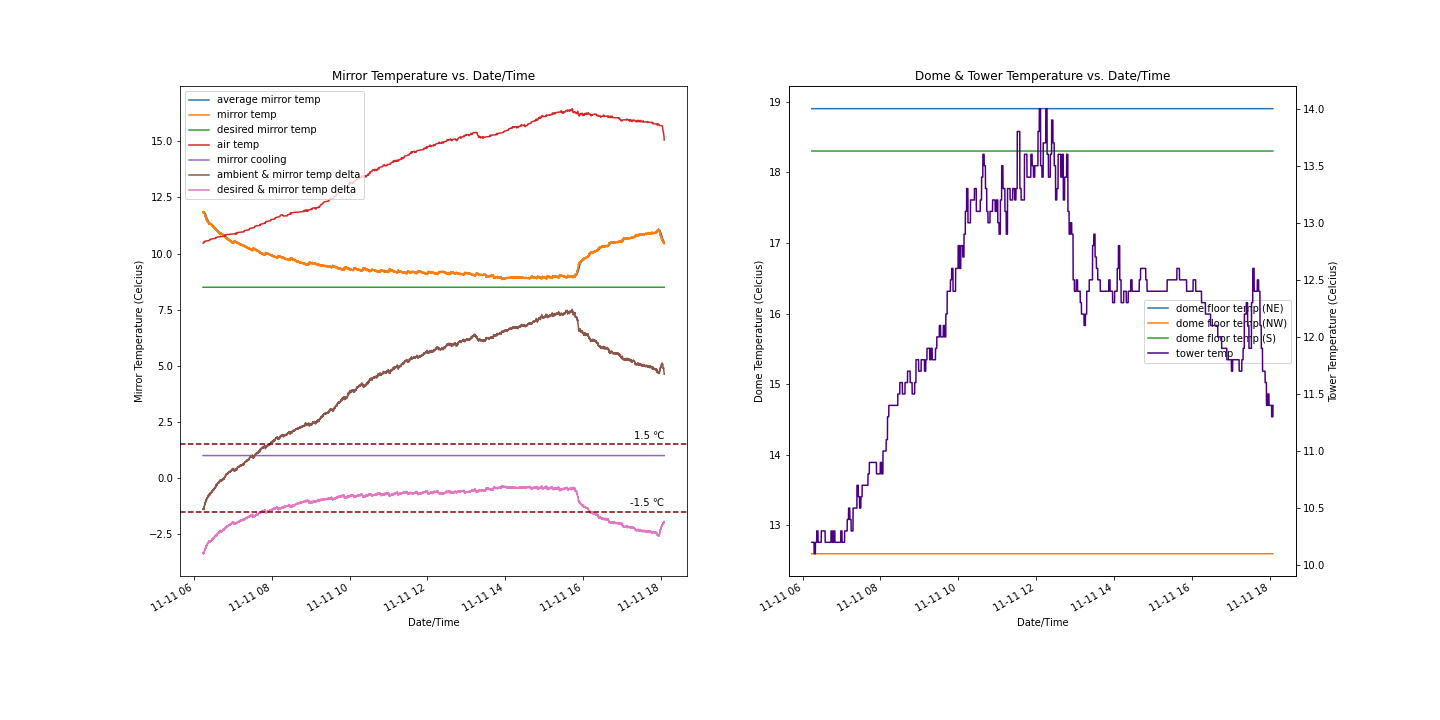 Mirror Temperature vs. Date/Time
Mirror Temperature (Celcius)
15.0
12.5
10.0
7.5
5.0
2.5
0.0
−2.5
average mirror temp
mirror temp
desired mirror temp
air temp
mirror cooling
ambient & mirror temp delta
desired & mirror temp delta
1.5 °C
-1.5 °C
11-11 06
11-11 08
11-11 10
11-11 12
11-11 14
11-11 16
11-11 18
Date/Time
Dome & Tower Temperature vs. Date/Time
Dome Temperature (Celcius)
19
18
17
16
15
14
13
dome floor temp (NE)
dome floor temp (NW)
dome floor temp (S)
tower temp
14.0
13.5
13.0
12.5
12.0
11.5
11.0
10.5
10.0
Tower Temperature (Celcius)
11-11 06
11-11 08
11-11 10
11-11 12
11-11 14
11-11 16
11-11 18
Date/Time